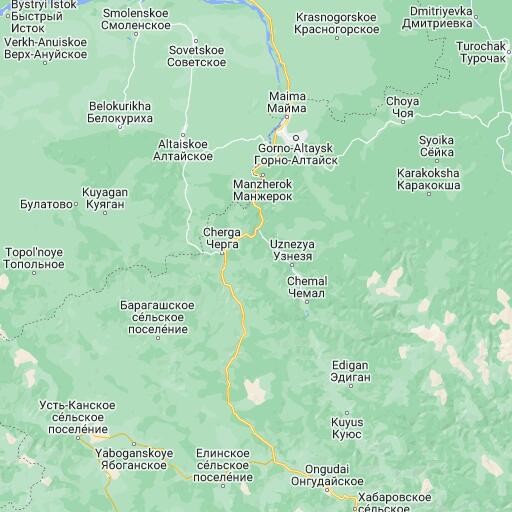 Bystryi Istok
Быстрый
Исток
Smolenskoe
Смоленское
Krasnogorskoe
Красногорское
Dmitriyevka
Дмитриевка
Verkh-Anuiskoe
Верх-Ануйское
Sovetskoe
Советское
Turochak
Турочак
Maima
Майма
Choya
Чоя
Belokurikha
Белокуриха
Altaiskoe
Алтайское
Gorno-Altaysk
Горно-Алтайск
Syoika
Сёйка
Karakoksha
Каракокша
Manzherok
Манжерок
Kuyagan
Куяган
Булатово
Cherga
Черга
Uznezya
Узнезя
Topol'noye
Топольное
Chemal
Чемал
Барагашское
се́льское
поселе́ние
Edigan
Эдиган
Усть-Канское
се́льское
поселе́ние
Kuyus
Куюс
Yaboganskoye
Ябоганское
Елинское
се́льское
поселе́ние
Ongudai
Онгудайское
Хабаровское
се́льское